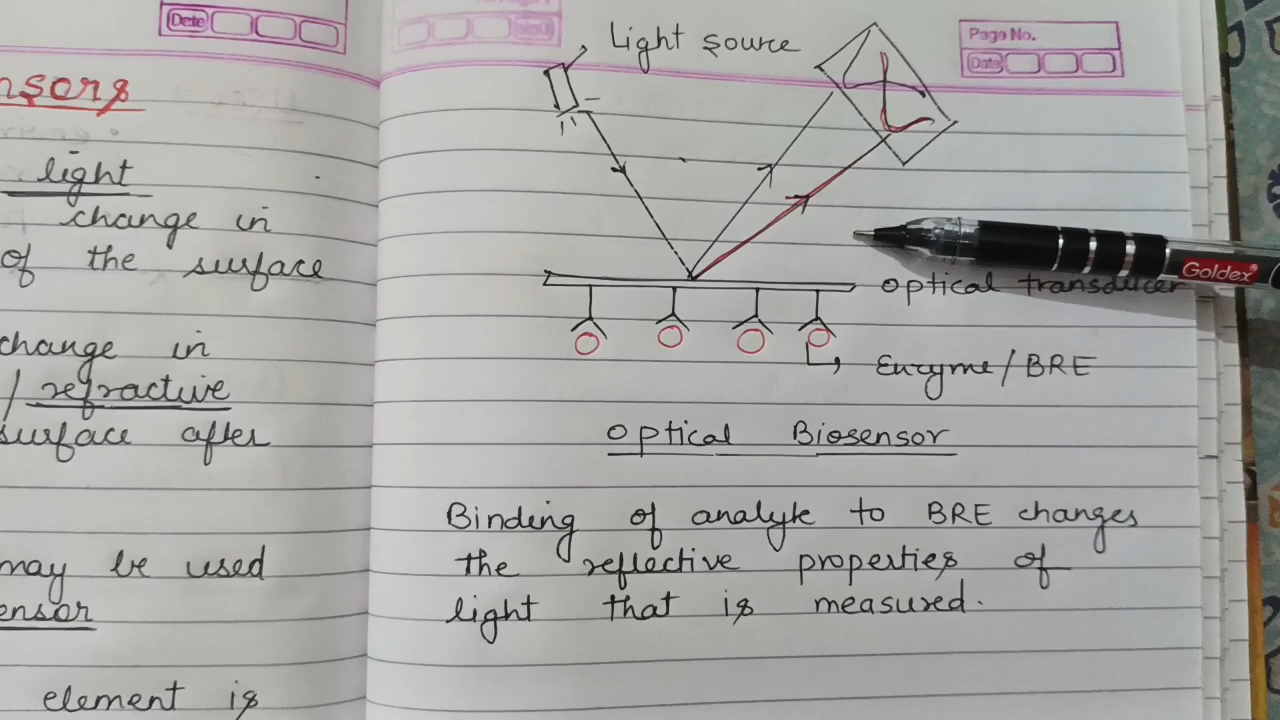 Date
nsors
light
change in
of the surface
change in
/ refractive
surface after
may be used
ensor
element is
Light source
Page No.
Date
Goldex
Optical transducer
Enzyme/BRE
Optical Biosensor
Binding of analyte to BRE changes
the reflective properties of
light that is measured.